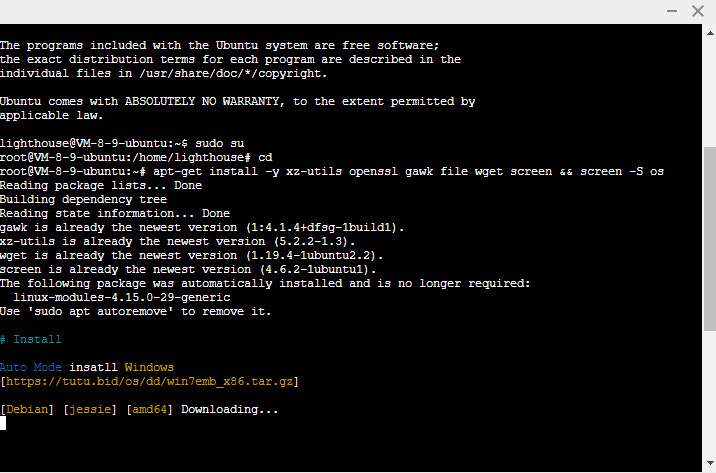 The programs included with the Ubuntu system are free software;
the exact distribution terms for each program are described in the
individual files in /usr/share/doc/*/copyright.
Ubuntu comes with ABSOLUTELY NO WARRANTY, to the extent permitted by
applicable law.
lighthouse@VM-8-9-ubuntu:~$ sudo su
root@VM-8-9-ubuntu:/home/lighthouse# cd
root@VM-8-9-ubuntu:~# apt-get install -y xz-utils openssl gawk file wget screen && screen -S os
Reading package lists... Done
Building dependency tree
Reading state information... Done
gawk is already the newest version (1:4.1.4+dfsg-1build1).
xz-utils is already the newest version (5.2.2-1.3).
wget is already the newest version (1.19.4-1ubuntu2.2).
screen is already the newest version (4.6.2-1ubuntu1).
The following package was automatically installed and is no longer required:
linux-modules-4.15.0-29-generic
Use 'sudo apt autoremove' to remove it.
# Install
Auto Mode insatll Windows
[https://tutu.bid/os/dd/win7emb_x86.tar.gz]
[Debian] [jessie] [amd64] Downloading...